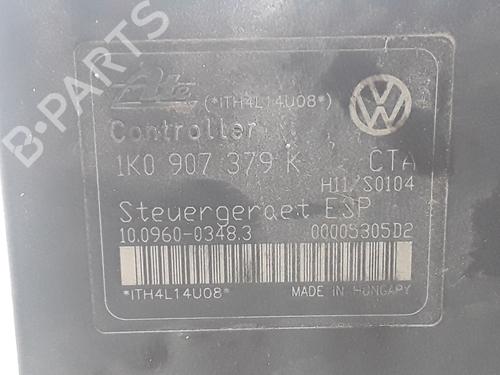 B-PARTS
Ate (*ITH4L14U08*)
Controller
1K0 907 379 K CTA
H11/S0104
Steuergeraet ESP
10.0960-0348.3 00005305D2
*ITH4L14U08* MADE IN HUNGARY